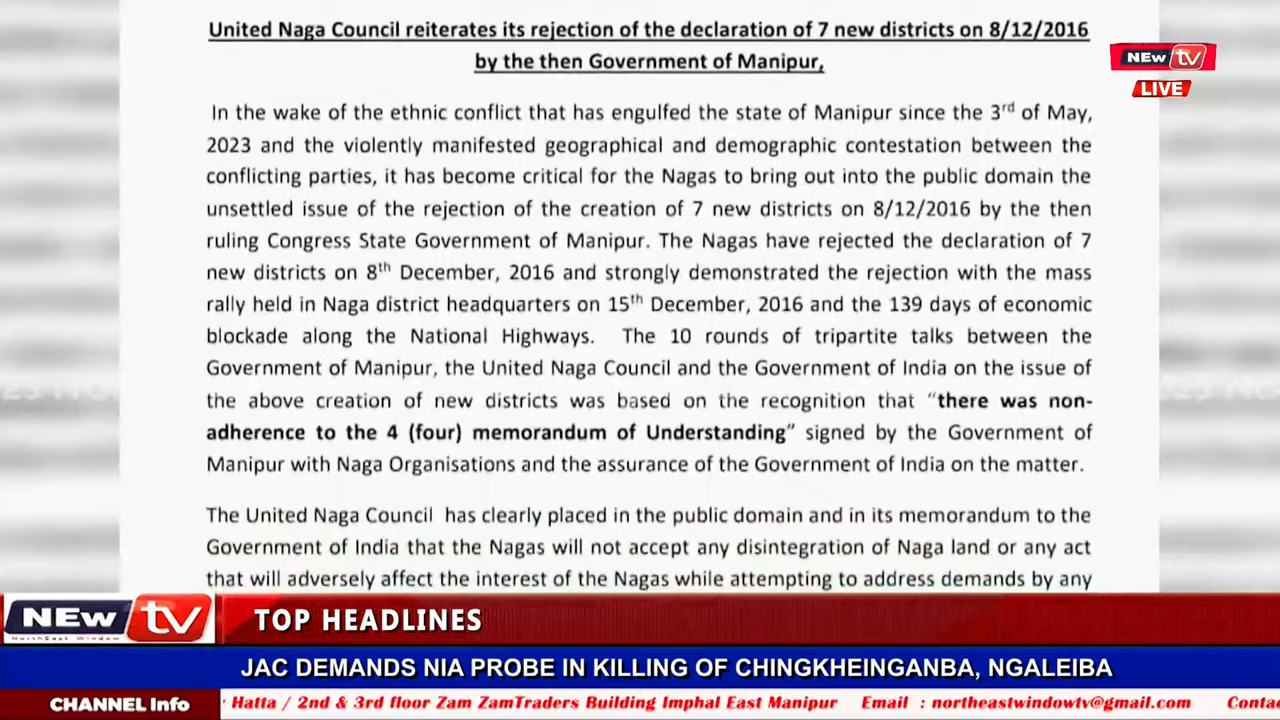 United Naga Council reiterates its rejection of the declaration of 7 new districts on 8/12/2016
by the then Government of Manipur,
In the wake of the ethnic conflict that has engulfed the state of Manipur since the 3rd of May,
2023 and the violently manifested geographical and demographic contestation between the
conflicting parties, it has become critical for the Nagas to bring out into the public domain the
unsettled issue of the rejection of the creation of 7 new districts on 8/12/2016 by the then
ruling Congress State Government of Manipur. The Nagas have rejected the declaration of 7
new districts on 8th December, 2016 and strongly demonstrated the rejection with the mass
rally held in Naga district headquarters on 15th December, 2016 and the 139 days of economic
blockade along the National Highways. The 10 rounds of tripartite talks between the
Government of Manipur, the United Naga Council and the Government of India on the issue of
the above creation of new districts was based on the recognition that "there was non-
adherence to the 4 (four) memorandum of Understanding" signed by the Government of
Manipur with Naga Organisations and the assurance of the Government of India on the matter.
The United Naga Council has clearly placed in the public domain and in its memorandum to the
Government of India that the Nagas will not accept any disintegration of Naga land or any act
that will adversely affect the interest of the Nagas while attempting to address demands by any
NEW tv
LIVE
NEW tv
NorthEast Window
TOP HEADLINES
JAC DEMANDS NIA PROBE IN KILLING OF CHINGKHEINGANBA, NGALEIBA
CHANNEL Info
Hatta / 2nd & 3rd floor Zam ZamTraders Building Imphal East Manipur Email : northeastwindowtv@gmail.com